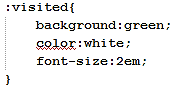 :visited{
background:green;
color:white;
font-size:2em;
}